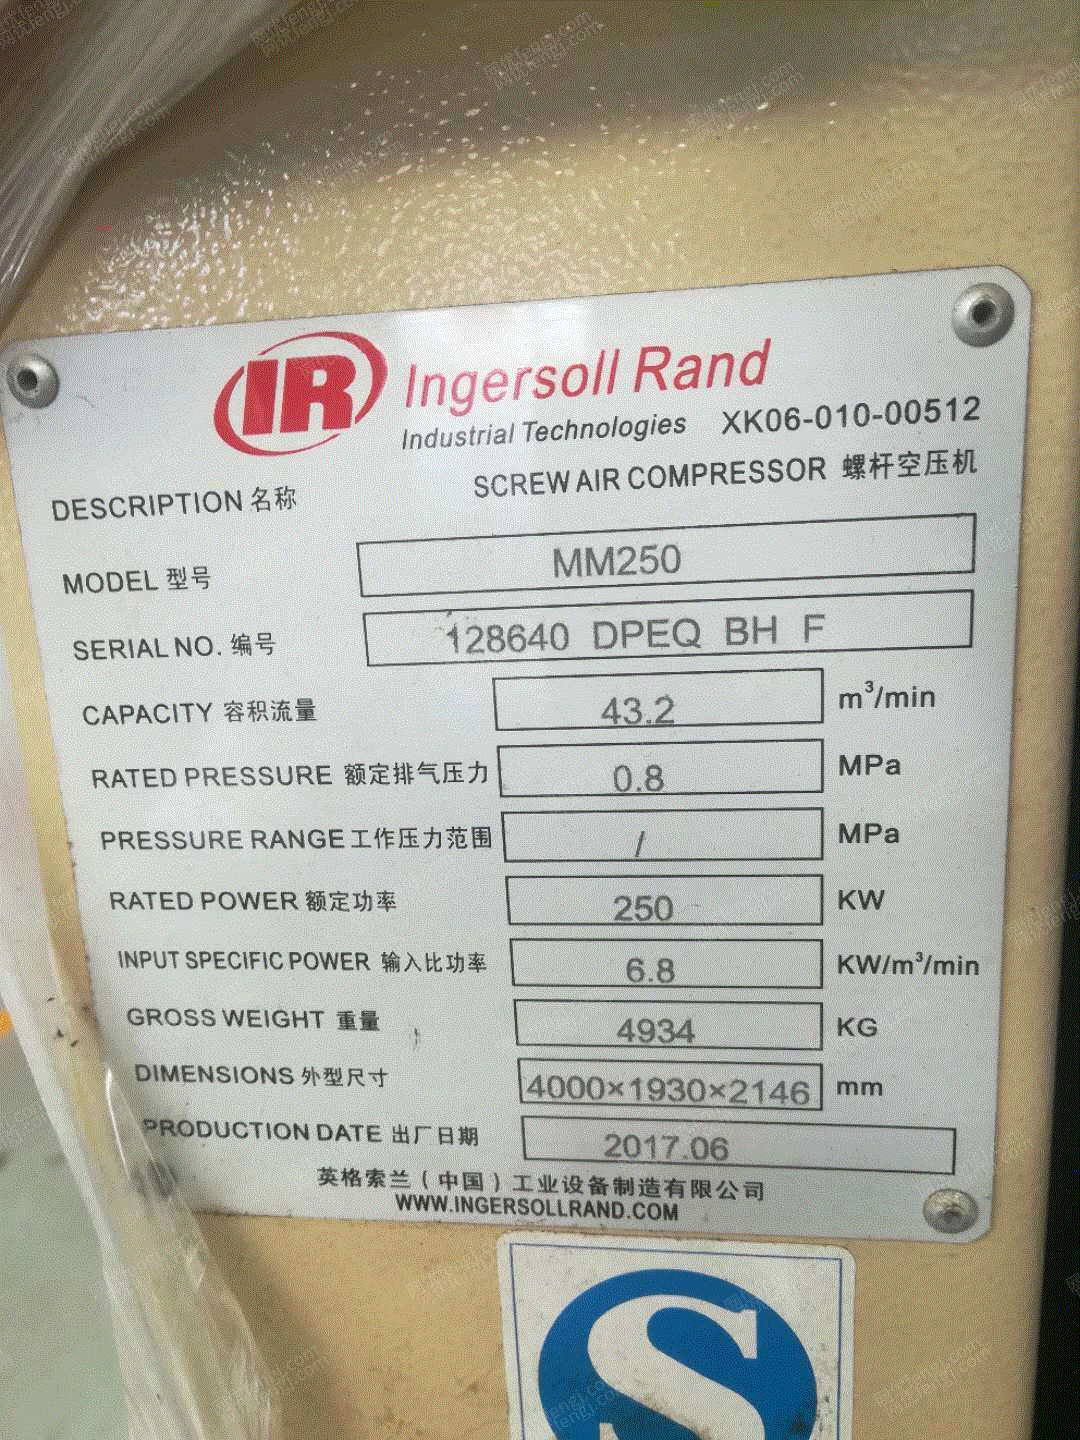 IR Ingersoll Rand
Industrial Technologies XK06-010-00512
DESCRIPTION 名称 SCREW AIR COMPRESSOR 螺杆空压机
MODEL 型号 MM250
SERIAL NO. 编号 128640 DPEQ BH F
CAPACITY 容积流量 43.2 m³/min
RATED PRESSURE 额定排气压力 0.8 MPa
PRESSURE RANGE 工作压力范围 / MPa
RATED POWER 额定功率 250 KW
INPUT SPECIFIC POWER 输入比功率 6.8 KW/m³/min
GROSS WEIGHT 重量 4934 KG
DIMENSIONS 外型尺寸 4000×1930×2146 mm
PRODUCTION DATE 出厂日期 2017.06
英格索兰（中国）工业设备制造有限公司
WWW.INGERSOLLRAND.COM
S